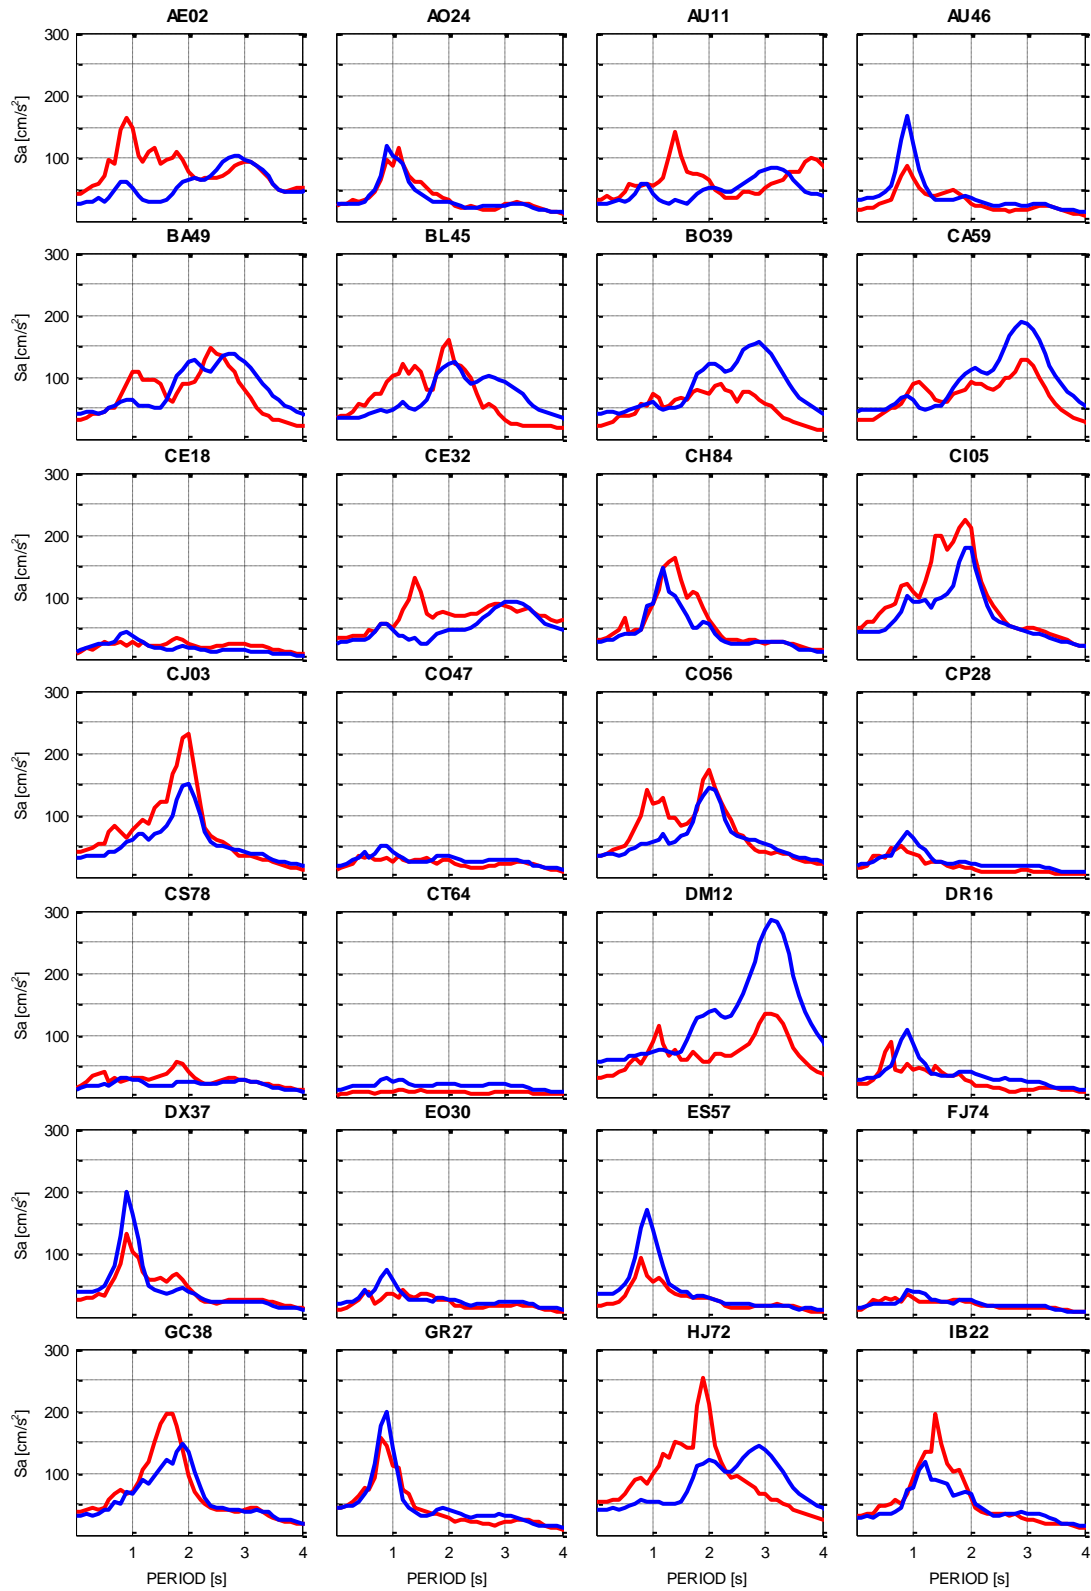 AE02 AO24 AU11 AU46
300
200
100
Sa [cm/s²]
BA49 BL45 BO39 CA59
300
200
100
Sa [cm/s²]
CE18 CE32 CH84 CI05
300
200
100
Sa [cm/s²]
CJ03 CO47 CO56 CP28
300
200
100
Sa [cm/s²]
CS78 CT64 DM12 DR16
300
200
100
Sa [cm/s²]
DX37 EO30 ES57 FJ74
300
200
100
Sa [cm/s²]
GC38 GR27 HJ72 IB22
300
200
100
Sa [cm/s²]
1 2 3 4 1 2 3 4 1 2 3 4 1 2 3 4
PERIOD [s] PERIOD [s] PERIOD [s] PERIOD [s]